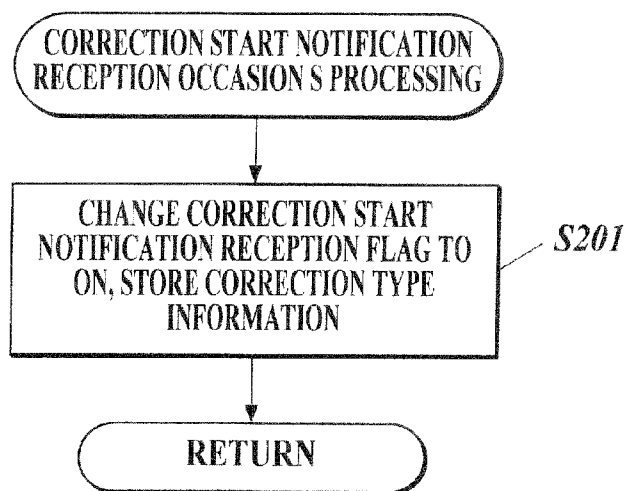 CORRECTION START NOTIFICATION
RECEPTION OCCASION S PROCESSING
CHANGE CORRECTION START
NOTIFICATION RECEPTION FLAG TO
ON, STORE CORRECTION TYPE
INFORMATION
S201
RETURN